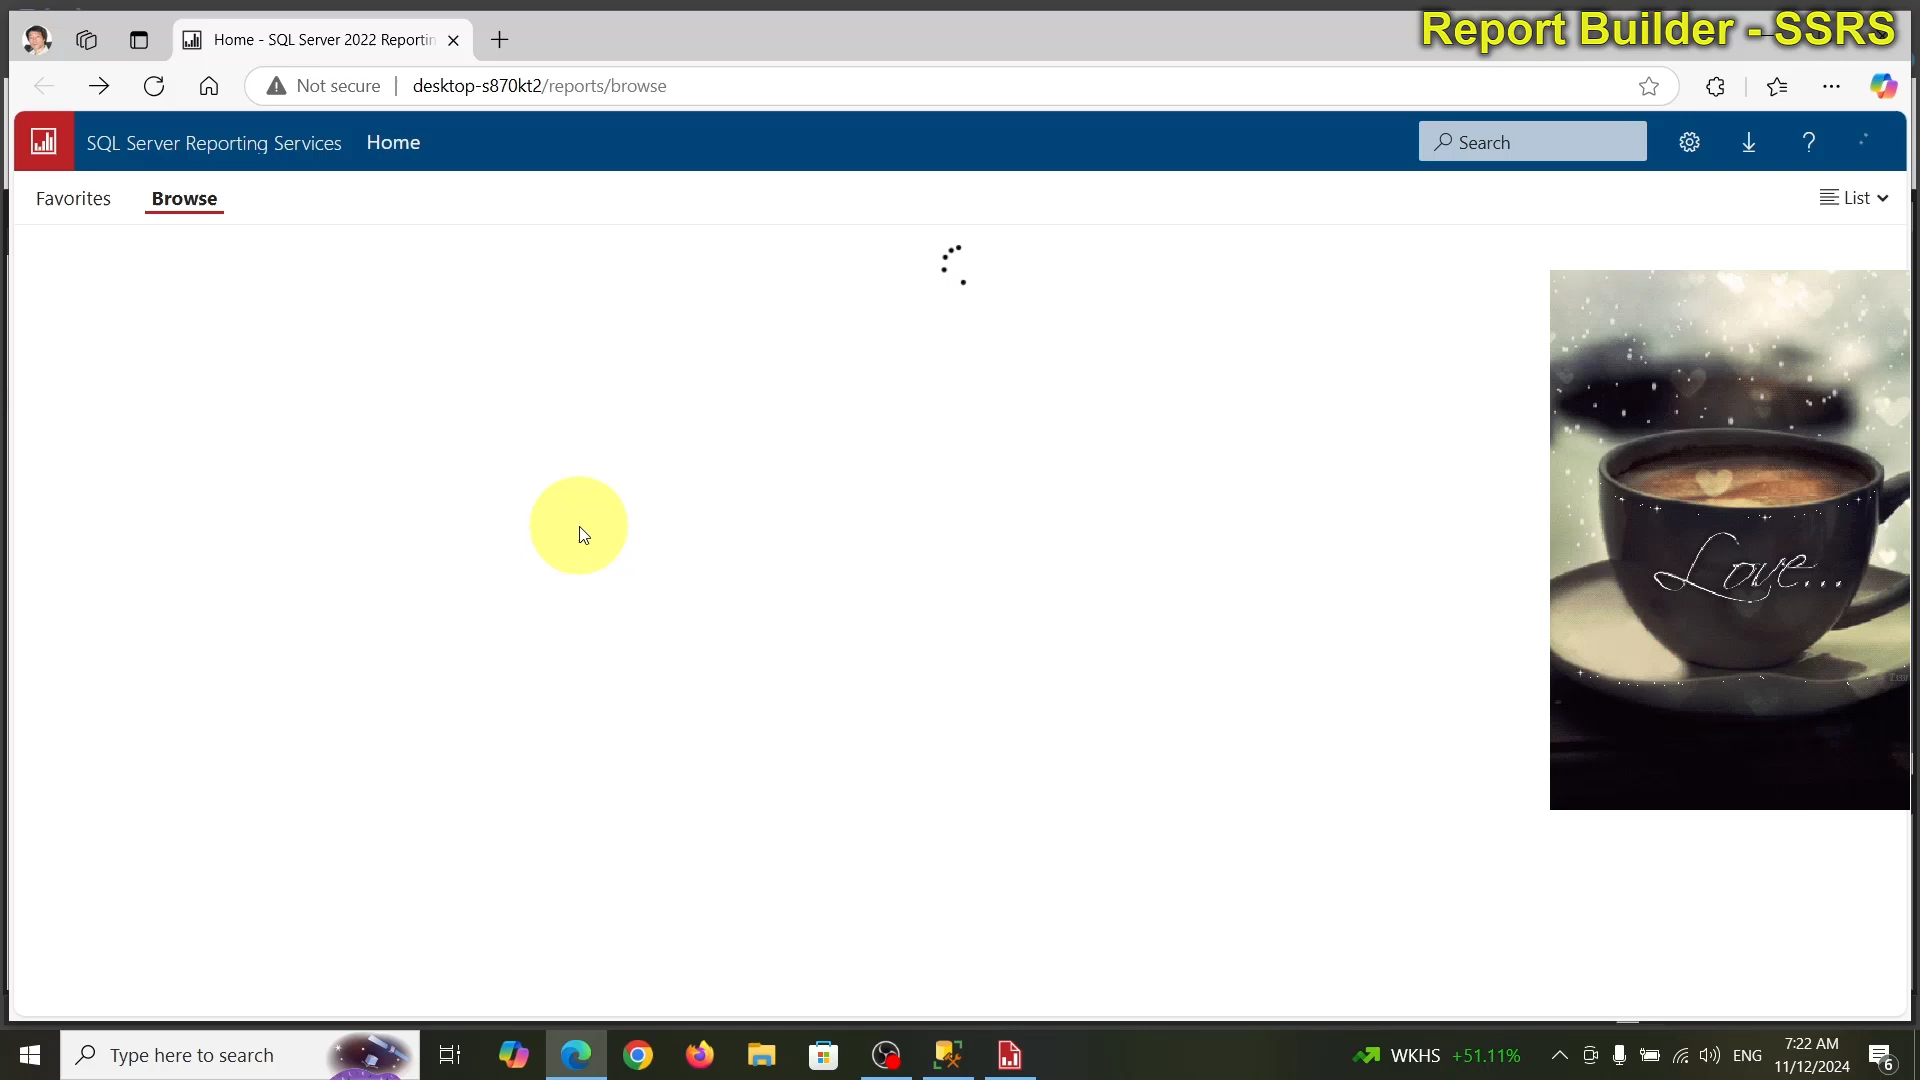 Report Builder - SSRS
Home - SQL Server 2022 Reportin
Not secure
desktop-s870kt2/reports/browse
SQL Server Reporting Services
Home
Search
Favorites
Browse
List
Love...
Type here to search
WKHS +51.11%
ENG
7:22 AM
11/12/2024
6